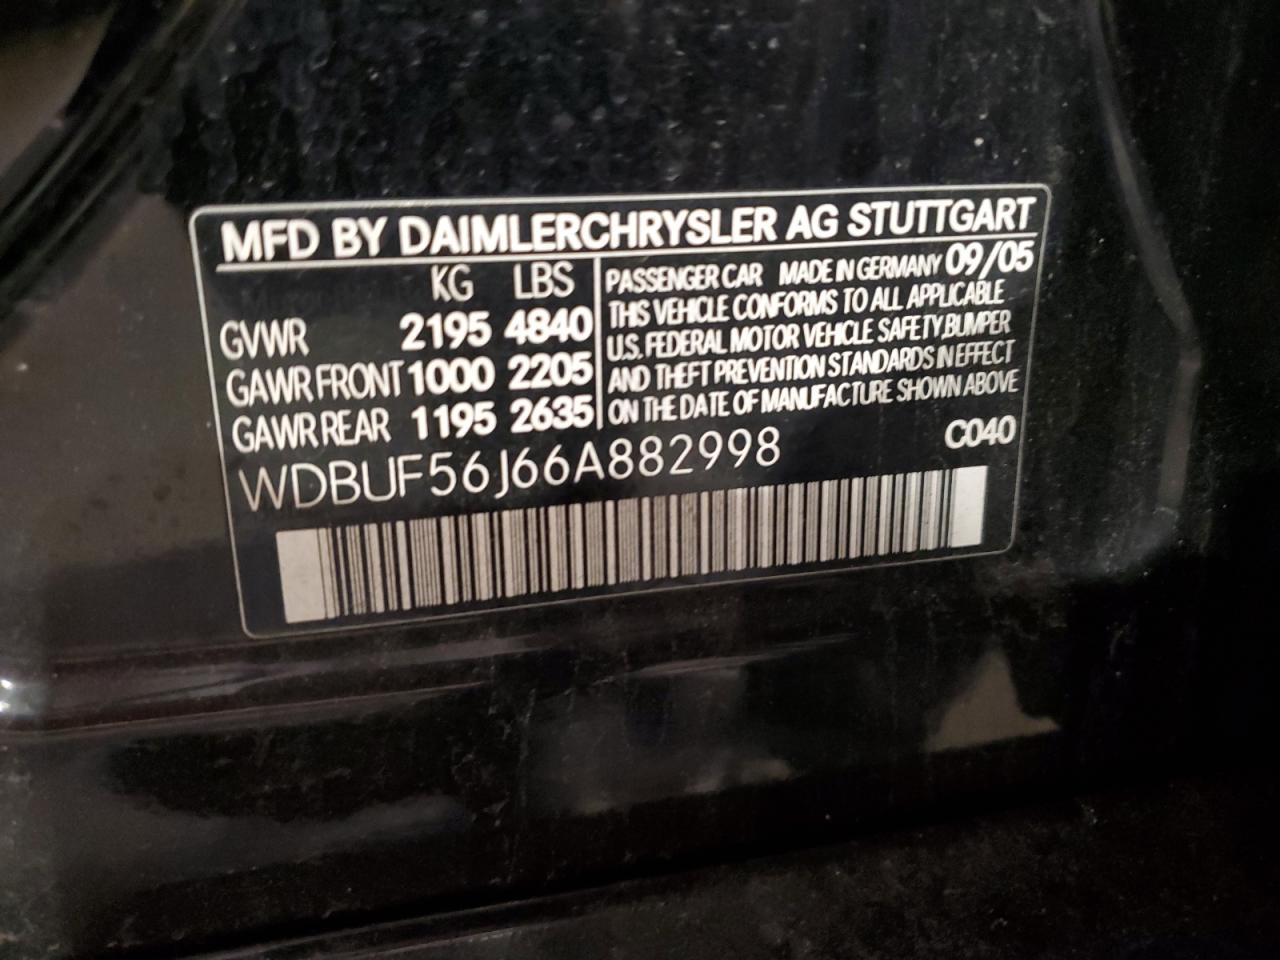 MFD BY DAIMLERCHRYSLER AG STUTTGART
KG LBS
GVWR 2195 4840
GAWR FRONT 1000 2205
GAWR REAR 1195 2635
PASSENGER CAR MADE IN GERMANY 09/05
THIS VEHICLE CONFORMS TO ALL APPLICABLE
U.S. FEDERAL MOTOR VEHICLE SAFETY,BUMPER
AND THEFT PREVENTION STANDARDS IN EFFECT
ON THE DATE OF MANUFACTURE SHOWN ABOVE
WDBUF56J66A882998
C040